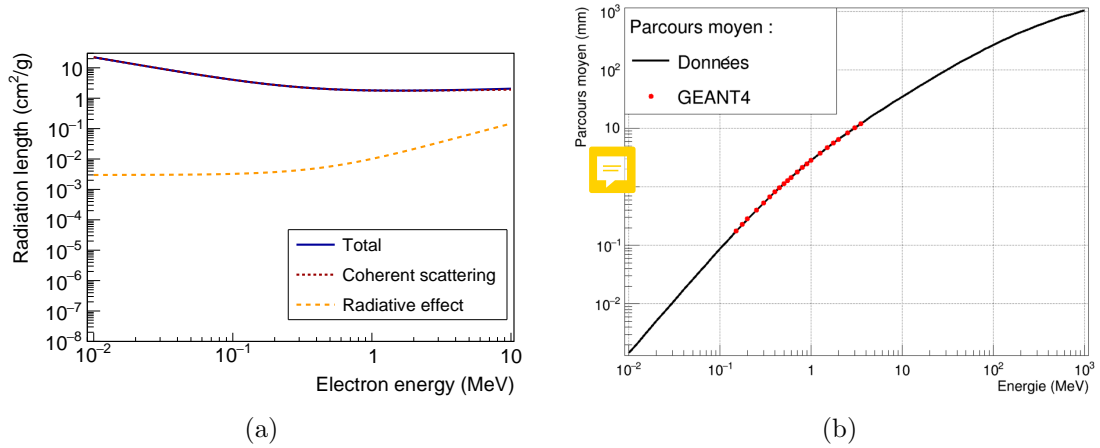 Radiation length (cm²/g)
10
1
10⁻¹
10⁻²
10⁻³
10⁻⁴
10⁻⁵
10⁻⁶
10⁻⁷
10⁻⁸
Total
Coherent scattering
Radiative effect
10⁻² 10⁻¹ 1 10
Electron energy (MeV)
(a)
Parcours moyen (mm)
10³
10²
10
10⁻¹
10⁻²
Parcours moyen :
Données
GEANT4
10⁻² 10⁻¹ 1 10 10² 10³
Energie (MeV)
(b)